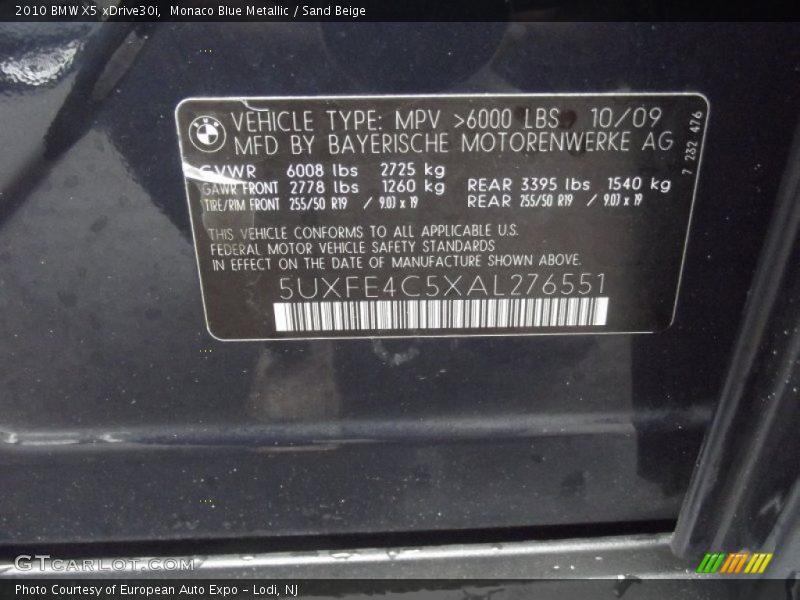 2010 BMW X5 xDrive30i, Monaco Blue Metallic / Sand Beige
VEHICLE TYPE: MPV >6000 LBS 10/09
MFD BY BAYERISCHE MOTORENWERKE AG
7 232 476
GVWR 6008 lbs 2725 kg
GAWR FRONT 2778 lbs 1260 kg REAR 3395 lbs 1540 kg
TIRE/RIM FRONT 255/50 R19 / 9.0J x 19 REAR 255/50 R19 / 9.0J x 19
THIS VEHICLE CONFORMS TO ALL APPLICABLE U.S.
FEDERAL MOTOR VEHICLE SAFETY STANDARDS
IN EFFECT ON THE DATE OF MANUFACTURE SHOWN ABOVE.
5UXFE4C5XAL276551
GTCARLOT.COM
Photo Courtesy of European Auto Expo - Lodi, NJ